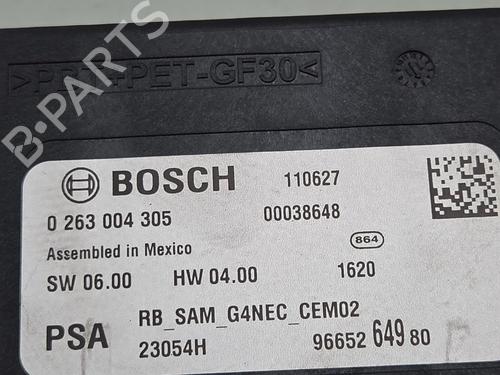 >PBT+PET-GF30<
B-PARTS
BOSCH 110627
0 263 004 305 00038648
Assembled in Mexico 864
SW 06.00 HW 04.00 1620
RB_SAM_G4NEC_CEM02
PSA 23054H 96652 649 80